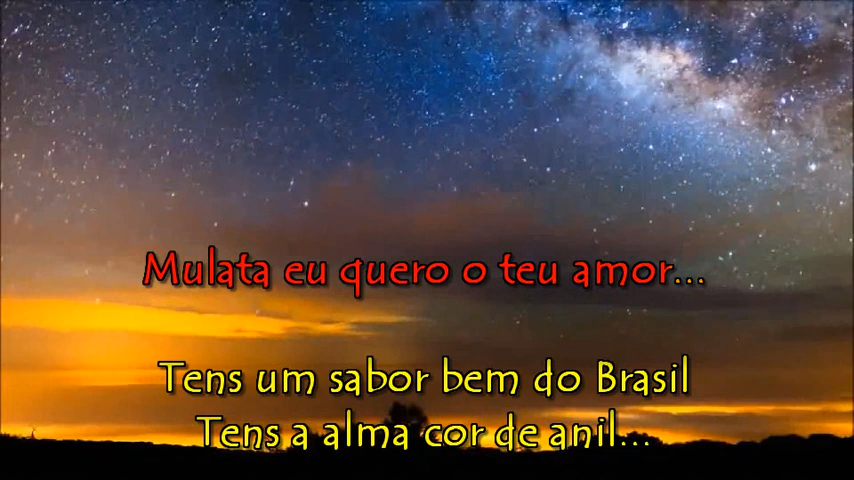 Mulata eu quero o teu amor...
Tens um sabor bem do Brasil
Tens a alma cor de anil...